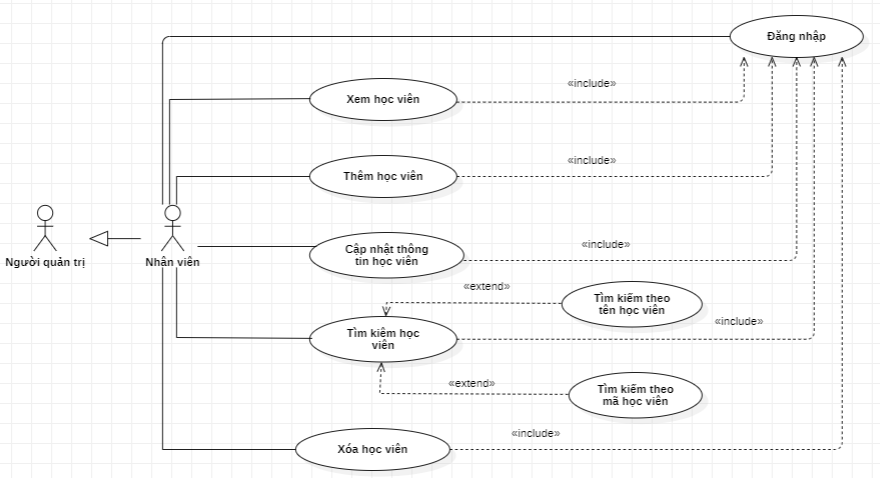 Đăng nhập
«include»
Xem học viên
«include»
Thêm học viên
«include»
Cập nhật thông
tin học viên
Người quản trị
Nhân viên
«extend»
Tìm kiếm theo
tên học viên
«include»
Tìm kiếm học
viên
«extend»
Tìm kiếm theo
mã học viên
«include»
Xóa học viên